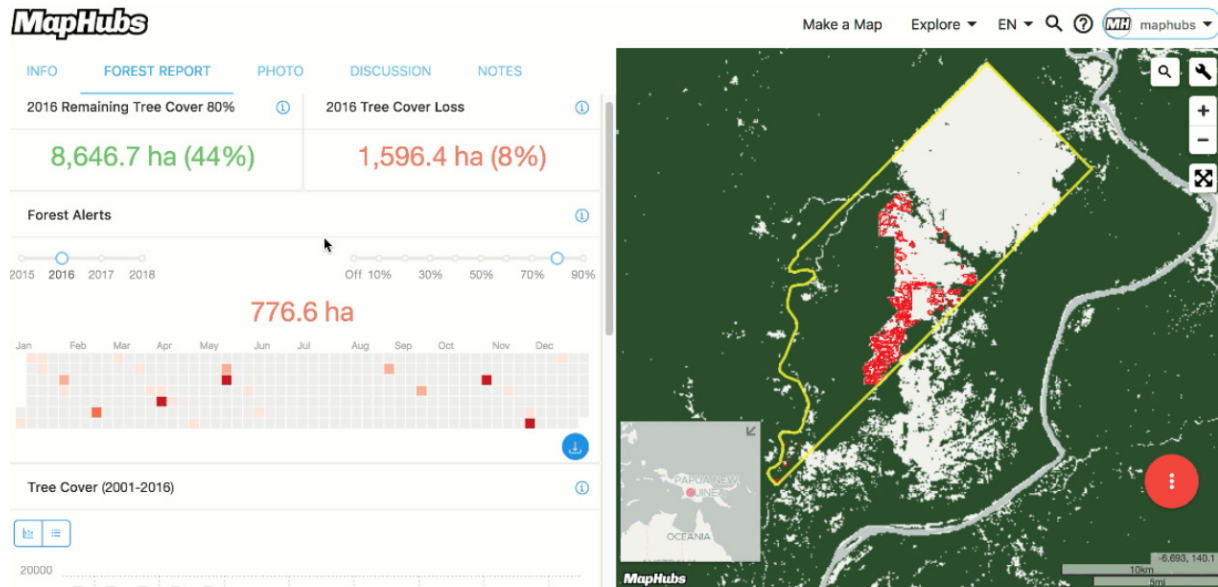 MapHubs
Make a Map Explore EN MH maphubs
INFO FOREST REPORT PHOTO DISCUSSION NOTES
2016 Remaining Tree Cover 80%
2016 Tree Cover Loss
8,646.7 ha (44%)
1,596.4 ha (8%)
Forest Alerts
2015 2016 2017 2018
Off 10% 30% 50% 70% 90%
776.6 ha
Jan Feb Mar Apr May Jun Jul Aug Sep Oct Nov Dec
Tree Cover (2001-2016)
20000
PAPUA NEW
GUINEA
OCEANIA
MapHubs
-6.693, 140.1
10km
5mi